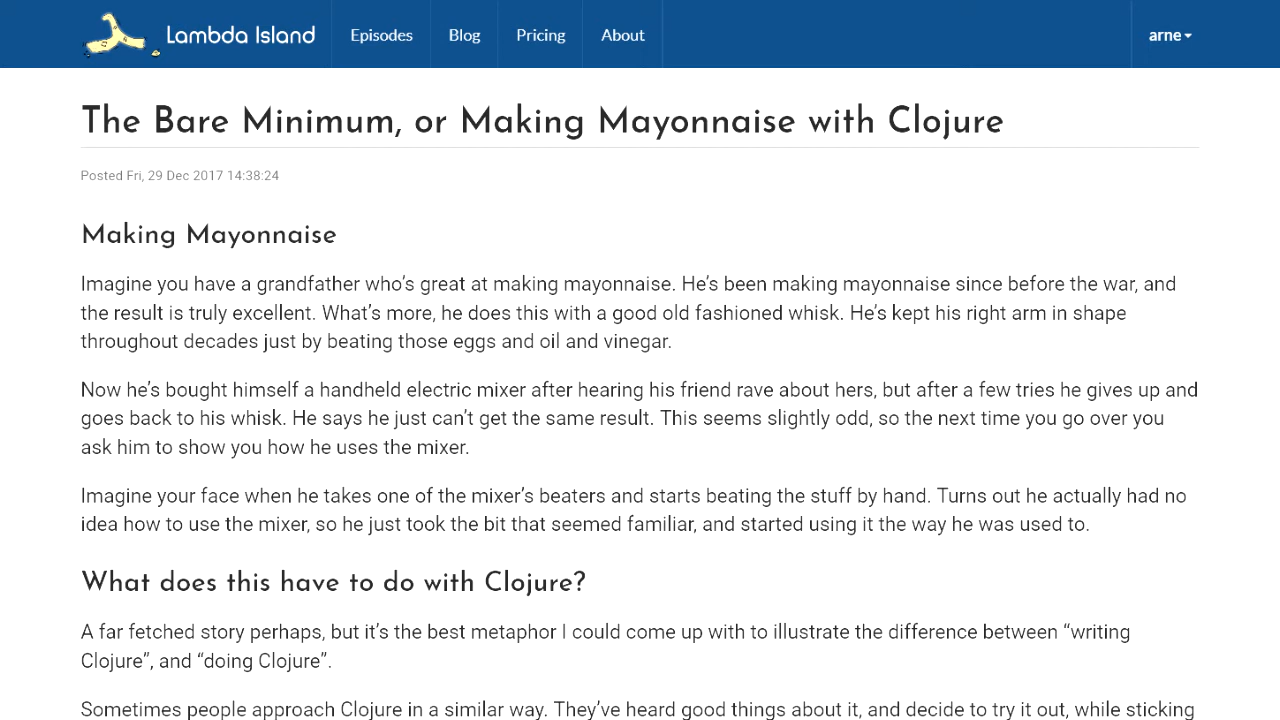 Lambda Island Episodes Blog Pricing About arne
The Bare Minimum, or Making Mayonnaise with Clojure
Posted Fri, 29 Dec 2017 14:38:24
Making Mayonnaise
Imagine you have a grandfather who’s great at making mayonnaise. He’s been making mayonnaise since before the war, and
the result is truly excellent. What’s more, he does this with a good old fashioned whisk. He’s kept his right arm in shape
throughout decades just by beating those eggs and oil and vinegar.
Now he’s bought himself a handheld electric mixer after hearing his friend rave about hers, but after a few tries he gives up and
goes back to his whisk. He says he just can’t get the same result. This seems slightly odd, so the next time you go over you
ask him to show you how he uses the mixer.
Imagine your face when he takes one of the mixer’s beaters and starts beating the stuff by hand. Turns out he actually had no
idea how to use the mixer, so he just took the bit that seemed familiar, and started using it the way he was used to.
What does this have to do with Clojure?
A far fetched story perhaps, but it’s the best metaphor I could come up with to illustrate the difference between “writing
Clojure”, and “doing Clojure”.
Sometimes people approach Clojure in a similar way. They’ve heard good things about it, and decide to try it out, while sticking